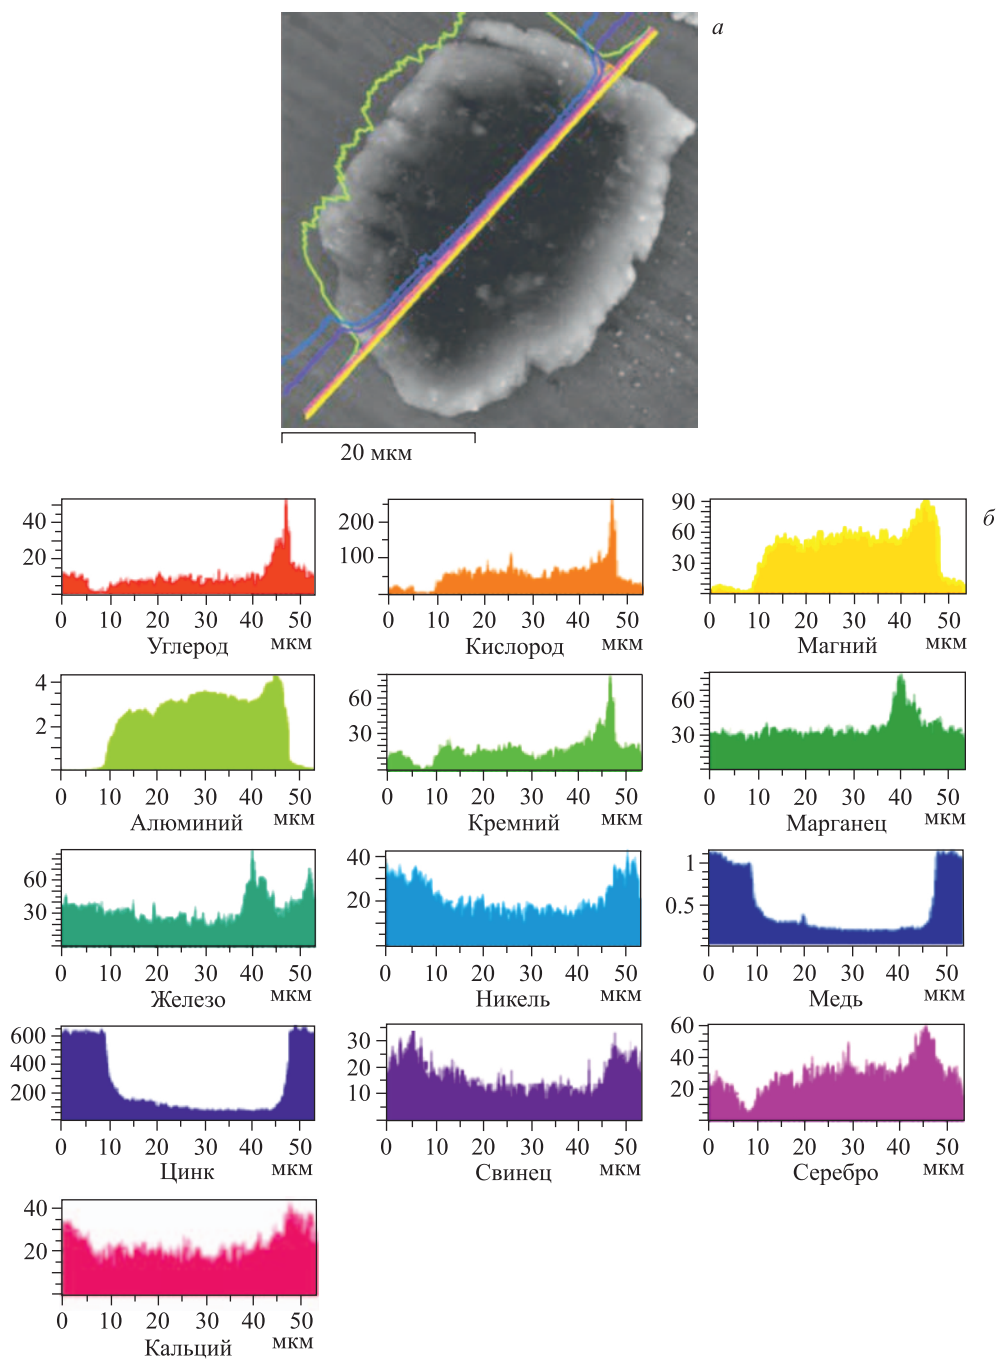 а
20 мкм
б
40
20
0 10 20 30 40 50
Углерод мкм
200
100
0 10 20 30 40 50
Кислород мкм
90
60
30
0 10 20 30 40 50
Магний мкм
4
2
0 10 20 30 40 50
Алюминий мкм
60
30
0 10 20 30 40 50
Кремний мкм
60
30
0 10 20 30 40 50
Марганец мкм
60
30
0 10 20 30 40 50
Железо мкм
40
20
0 10 20 30 40 50
Никель мкм
1
0.5
0 10 20 30 40 50
Медь мкм
600
400
200
0 10 20 30 40 50
Цинк мкм
30
20
10
0 10 20 30 40 50
Свинец мкм
60
40
20
0 10 20 30 40 50
Серебро мкм
40
20
0 10 20 30 40 50
Кальций мкм